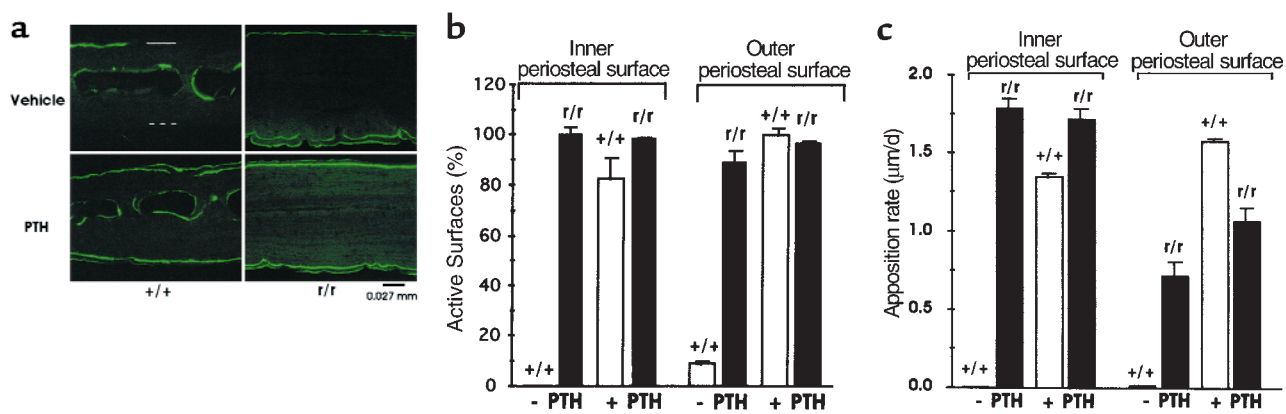 a
Vehicle
PTH
+/+ r/r
0.027 mm
b
Inner periosteal surface
Outer periosteal surface
Active Surfaces (%)
120
100
80
60
40
20
0
+/+
r/r
+/+
r/r
+/+
r/r
+/+
r/r
- PTH + PTH - PTH + PTH
c
Inner periosteal surface
Outer periosteal surface
Apposition rate (µm/d)
2.0
1.5
1.0
0.5
0.0
+/+
r/r
+/+
r/r
+/+
r/r
+/+
r/r
- PTH + PTH - PTH + PTH